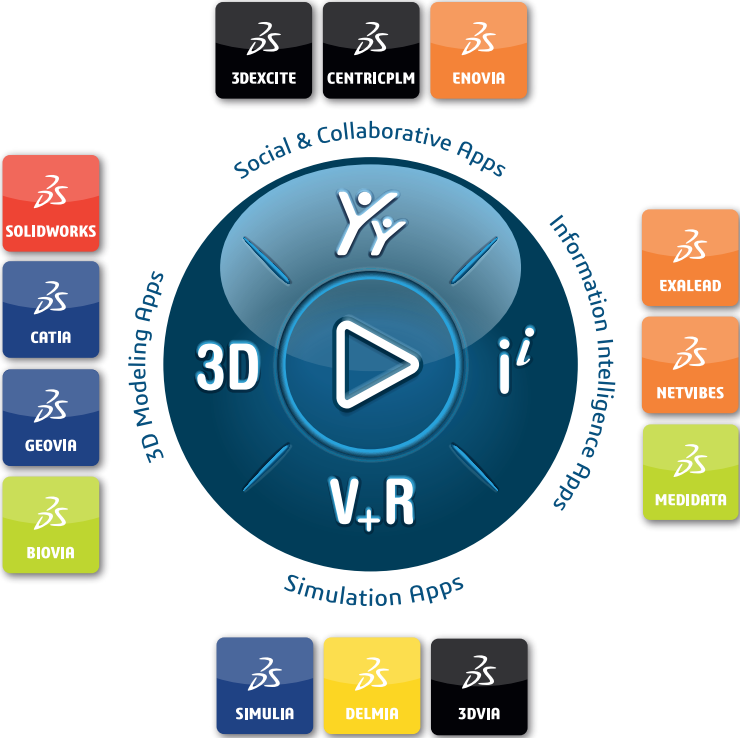 3DEXCITE
CENTRICPLM
ENOVIA
Social & Collaborative Apps
SOLIDWORKS
CATIA
GEOVIA
BIOVIA
3D Modeling Apps
3D
i i
V+R
Information Intelligence Apps
EXALEAD
NETVIBES
MEDIDATA
Simulation Apps
SIMULIA
DELMIA
3DVIA